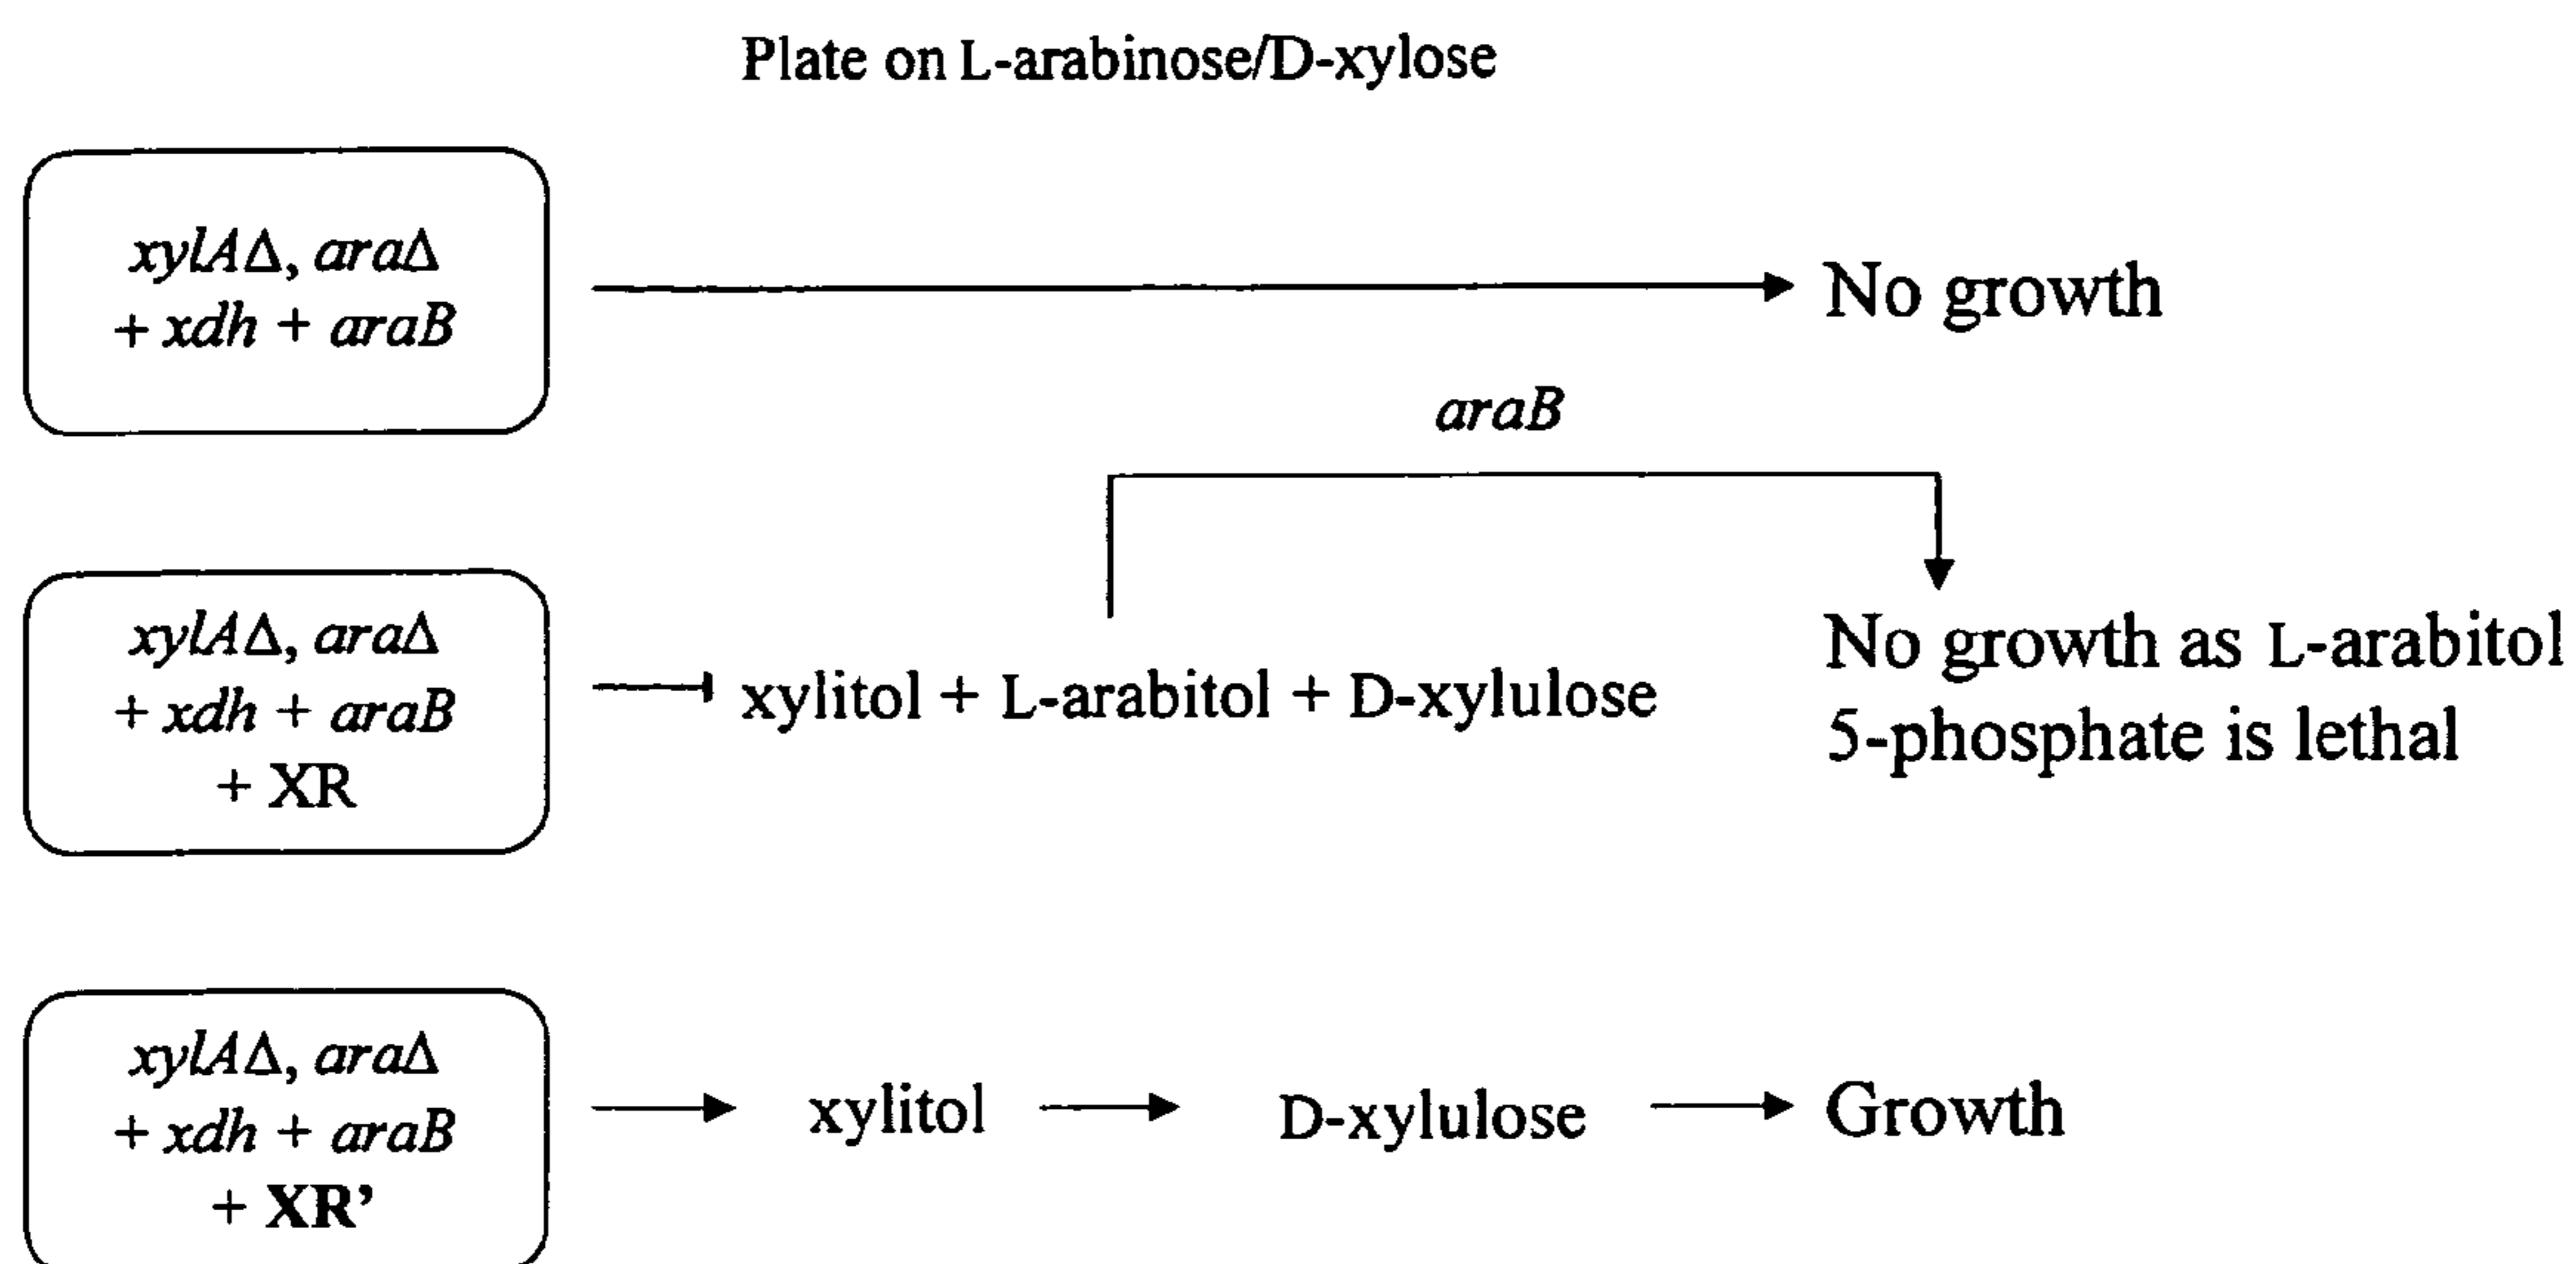 Plate on L-arabinose/D-xylose
xylAΔ, araΔ
+ xdh + araB
No growth
araB
xylAΔ, araΔ
+ xdh + araB
+ XR
xylitol + L-arabitol + D-xylulose
No growth as L-arabitol
5-phosphate is lethal
xylAΔ, araΔ
+ xdh + araB
+ XR’
xylitol
D-xylulose
Growth